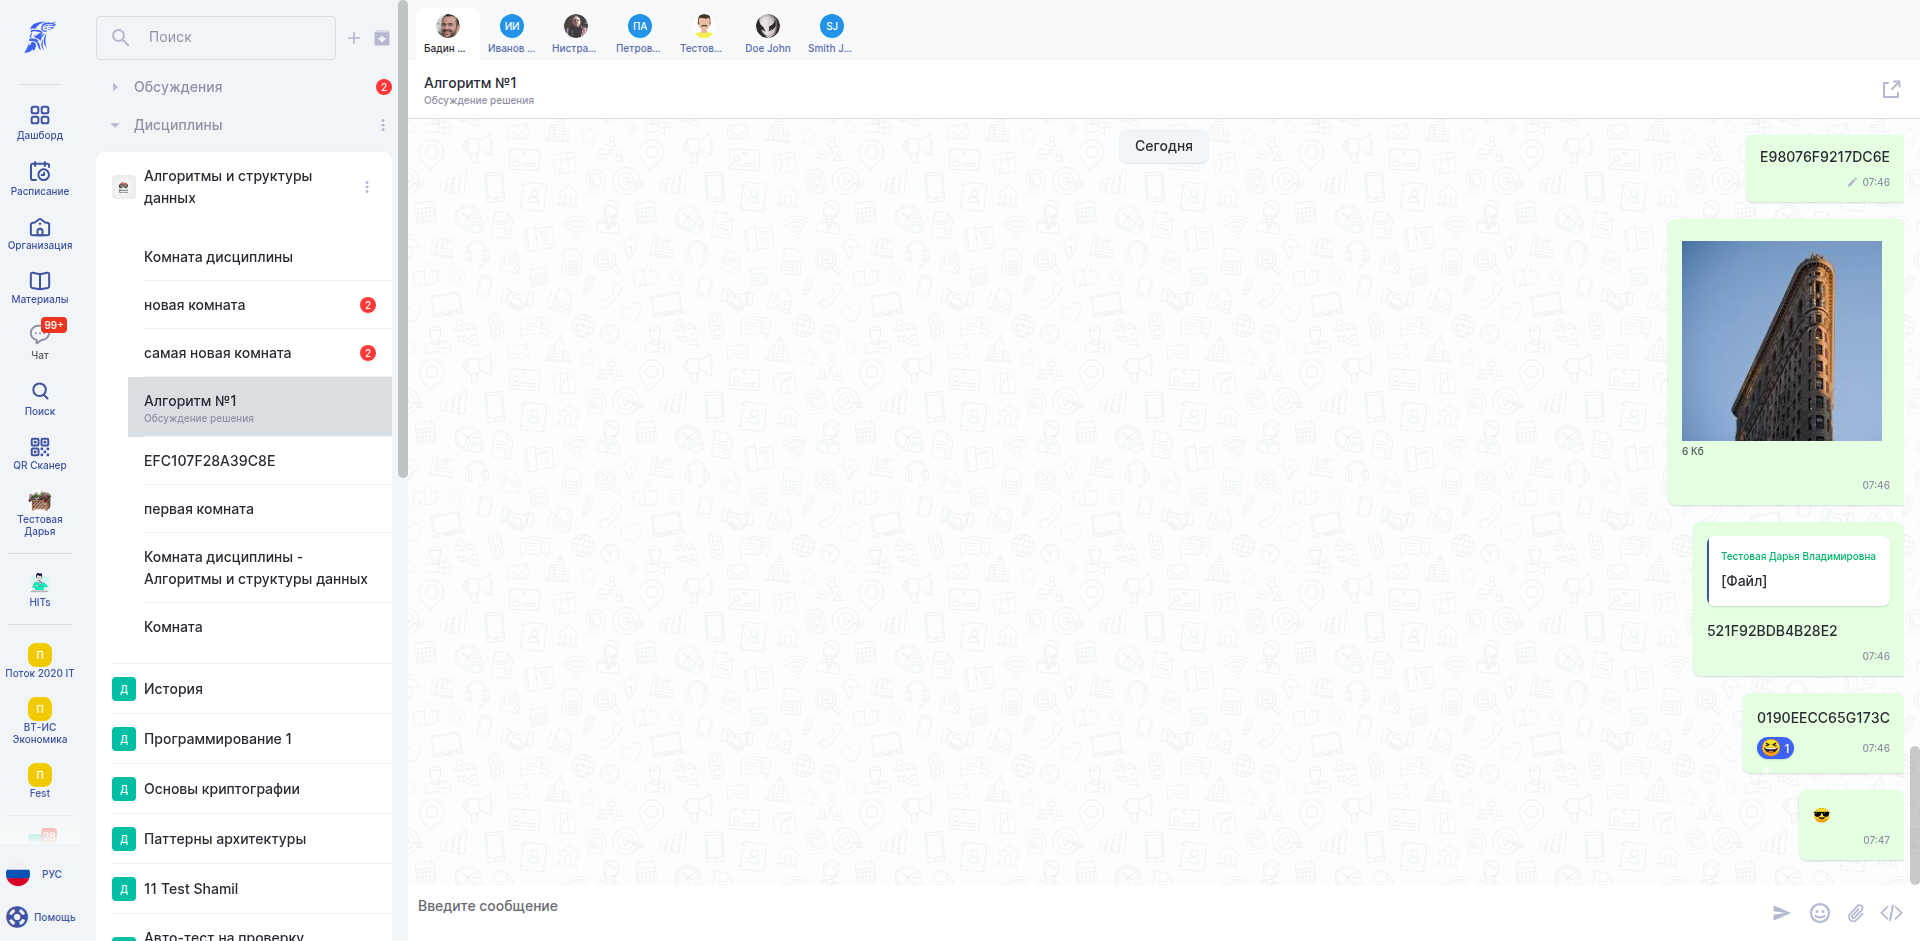 Дашборд
Расписание
Организация
Материалы
99+
Чат
Поиск
QR Сканер
Тестовая
Дарья
HITs
П
Поток 2020 IT
П
ВТ-ИС
Экономика
П
Fest
28
РУС
Помощь
Поиск
Обсуждения
2
Дисциплины
Алгоритмы и структуры
данных
Комната дисциплины
новая комната
2
самая новая комната
2
Алгоритм №1
Обсуждение решения
EFC107F28A39C8E
первая комната
Комната дисциплины -
Алгоритмы и структуры данных
Комната
Д История
Д Программирование 1
Д Основы криптографии
Д Паттерны архитектуры
Д 11 Test Shamil
Авто-тест на проверку
Бадин ...
ИИ
Иванов ...
Нистра...
ПА
Петров...
Тестов...
Doe John
SJ
Smith J...
Алгоритм №1
Обсуждение решения
Сегодня
E98076F9217DC6E
07:46
6 Кб
07:46
Тестовая Дарья Владимировна
[Файл]
521F92BDB4B28E2
07:46
0190EECC65G173C
😆 1
07:46
😎
07:47
Введите сообщение